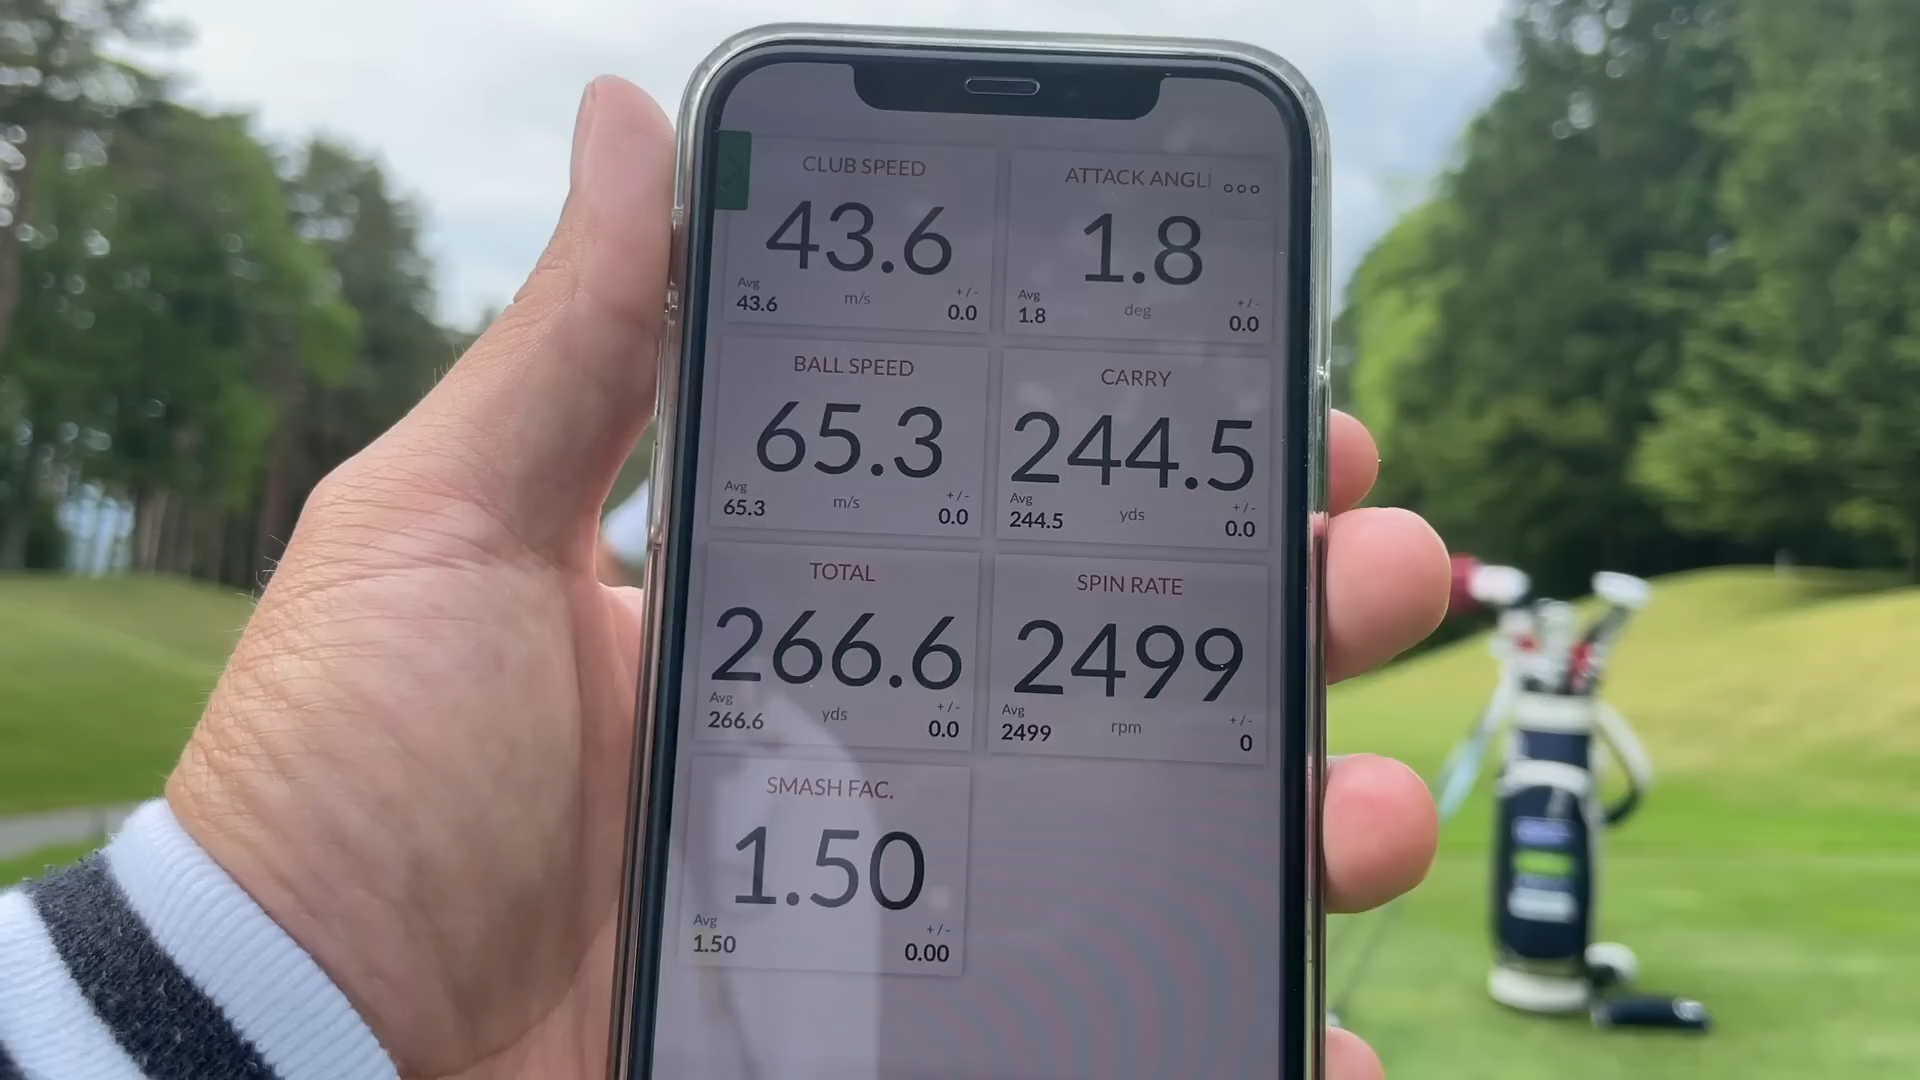 CLUB SPEED
43.6
Avg
43.6
m/s
+/-
0.0
ATTACK ANGL
ooo
1.8
Avg
1.8
deg
+/-
0.0
BALL SPEED
65.3
Avg
65.3
m/s
+/-
0.0
CARRY
244.5
Avg
244.5
yds
+/-
0.0
TOTAL
266.6
Avg
266.6
yds
+/-
0.0
SPIN RATE
2499
Avg
2499
rpm
+/-
0
SMASH FAC.
1.50
Avg
1.50
+/-
0.00